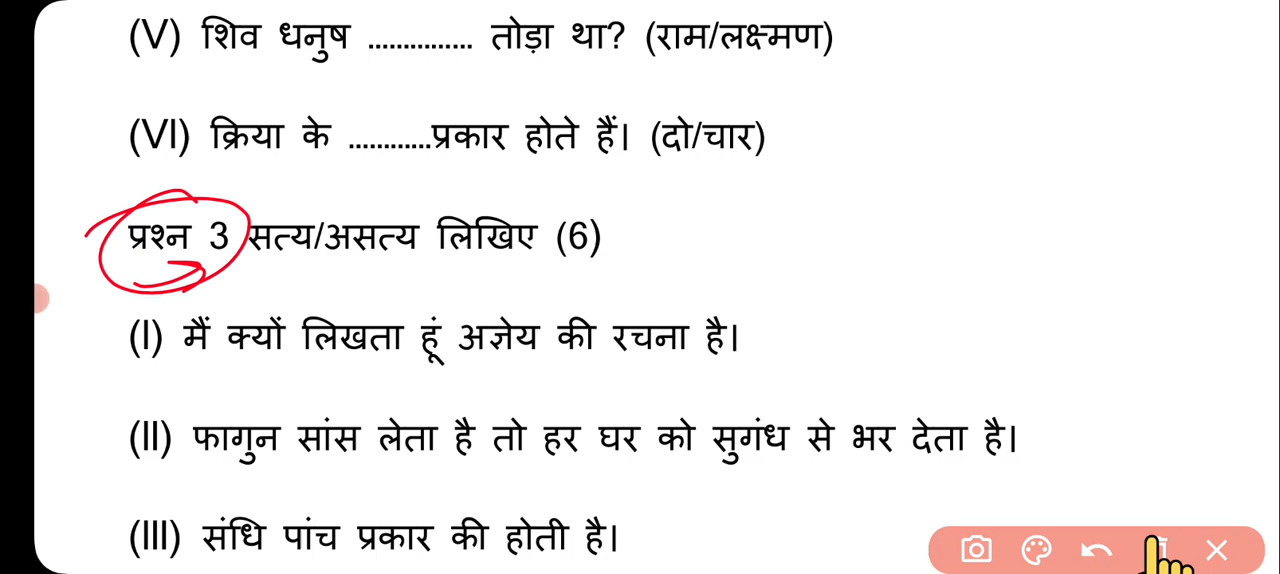 (V) शिव धनुष ............... तोड़ा था? (राम/लक्ष्मण)
(VI) क्रिया के ............प्रकार होते हैं। (दो/चार)
प्रश्न 3 सत्य/असत्य लिखिए (6)
(I) मैं क्यों लिखता हूं अज्ञेय की रचना है।
(II) फागुन सांस लेता है तो हर घर को सुगंध से भर देता है।
(III) संधि पांच प्रकार की होती है।